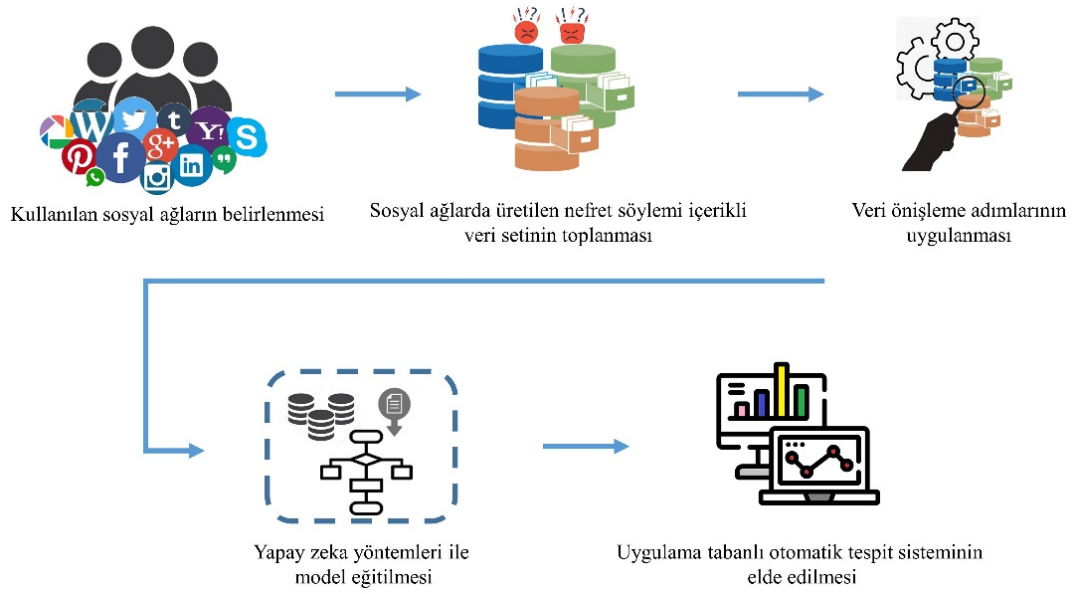 Kullanılan sosyal ağların belirlenmesi
Sosyal ağlarda üretilen nefret söylemi içerikli
veri setinin toplanması
Veri önişleme adımlarının
uygulanması
Yapay zeka yöntemleri ile
model eğitilmesi
Uygulama tabanlı otomatik tespit sisteminin
elde edilmesi